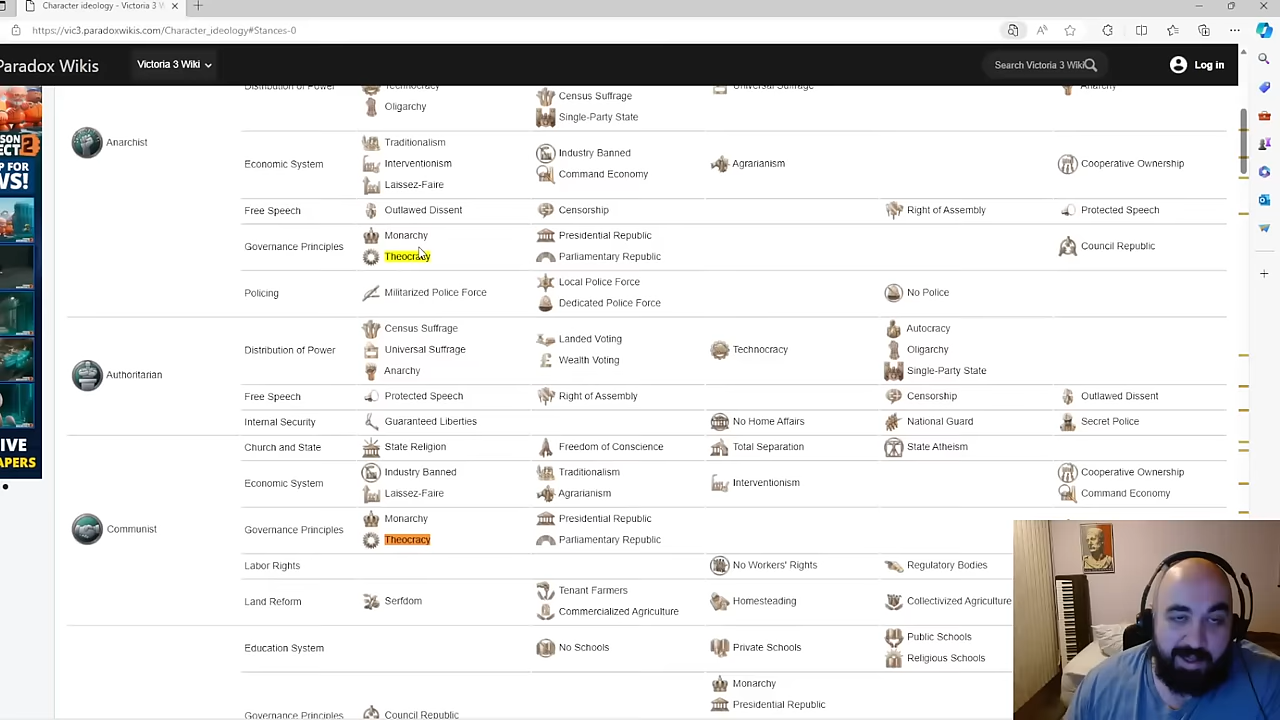 Character ideology - Victoria 3 W
https://vic3.paradoxwikis.com/Character_ideology#Stances-0
Paradox Wikis
Victoria 3 Wiki
Search Victoria 3 Wiki
Log in
Distribution of Power
Technocracy
Universal Suffrage
Anarchy
Oligarchy
Census Suffrage
Single-Party State
Anarchist
Economic System
Traditionalism
Interventionism
Laissez-Faire
Industry Banned
Command Economy
Agrarianism
Cooperative Ownership
Free Speech
Outlawed Dissent
Censorship
Right of Assembly
Protected Speech
Governance Principles
Monarchy
Theocracy
Presidential Republic
Parliamentary Republic
Council Republic
Policing
Militarized Police Force
Local Police Force
Dedicated Police Force
No Police
Authoritarian
Distribution of Power
Census Suffrage
Universal Suffrage
Anarchy
Landed Voting
Wealth Voting
Technocracy
Autocracy
Oligarchy
Single-Party State
Free Speech
Protected Speech
Right of Assembly
Censorship
Outlawed Dissent
Internal Security
Guaranteed Liberties
No Home Affairs
National Guard
Secret Police
Communist
Church and State
State Religion
Freedom of Conscience
Total Separation
State Atheism
Economic System
Industry Banned
Laissez-Faire
Traditionalism
Agrarianism
Interventionism
Cooperative Ownership
Command Economy
Governance Principles
Monarchy
Theocracy
Presidential Republic
Parliamentary Republic
Labor Rights
No Workers' Rights
Regulatory Bodies
Land Reform
Serfdom
Tenant Farmers
Commercialized Agriculture
Homesteading
Collectivized Agriculture
Education System
No Schools
Private Schools
Public Schools
Religious Schools
Governance Principles
Council Republic
Monarchy
Presidential Republic